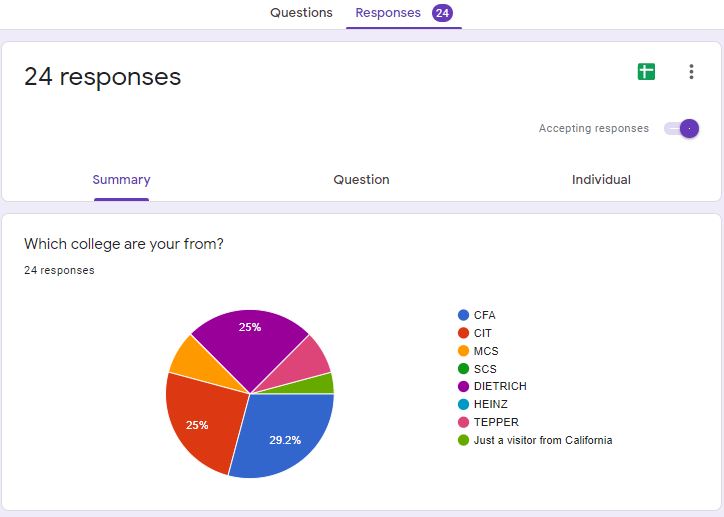 Questions Responses 24
24 responses
Accepting responses
Summary Question Individual
Which college are your from?
24 responses
25%
25%
29.2%
CFA
CIT
MCS
SCS
DIETRICH
HEINZ
TEPPER
Just a visitor from California